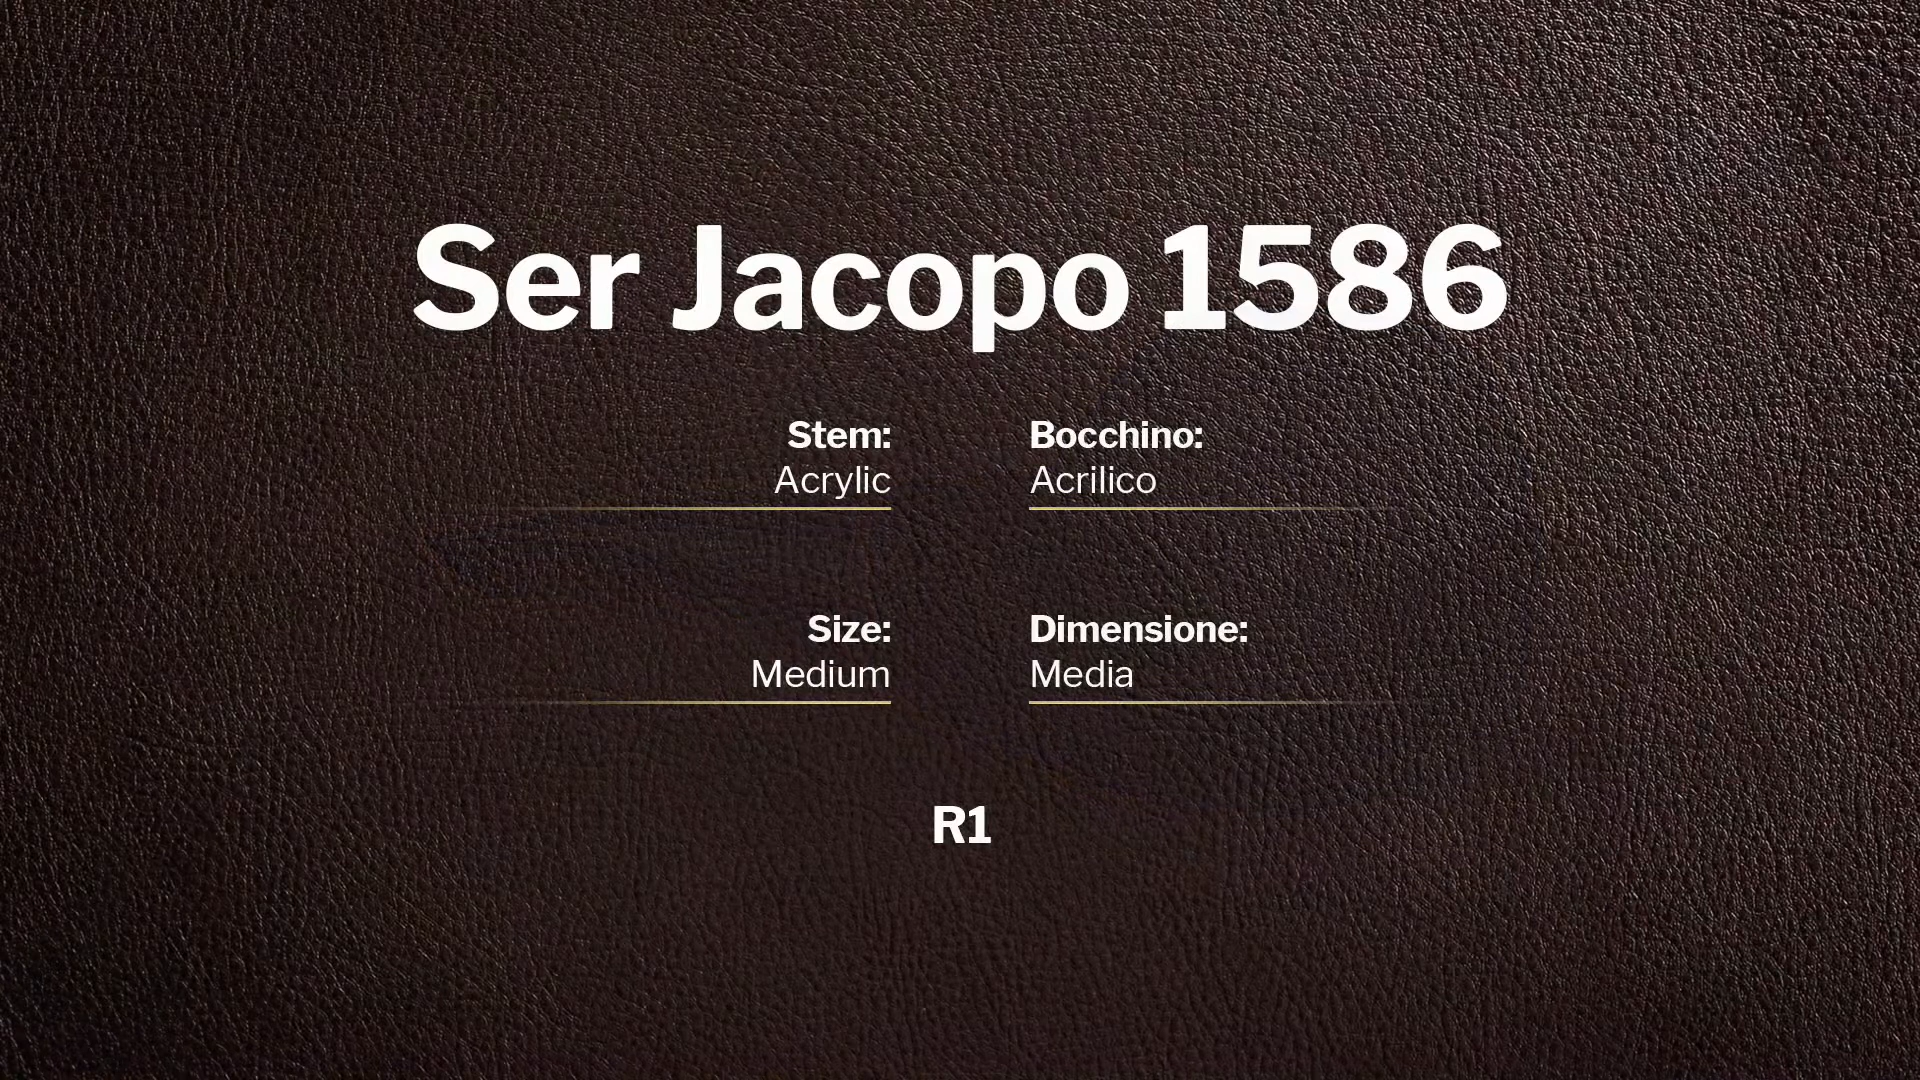 Ser Jacopo 1586
Stem:
Acrylic
Bocchino:
Acrilico
Size:
Medium
Dimensione:
Media
R1